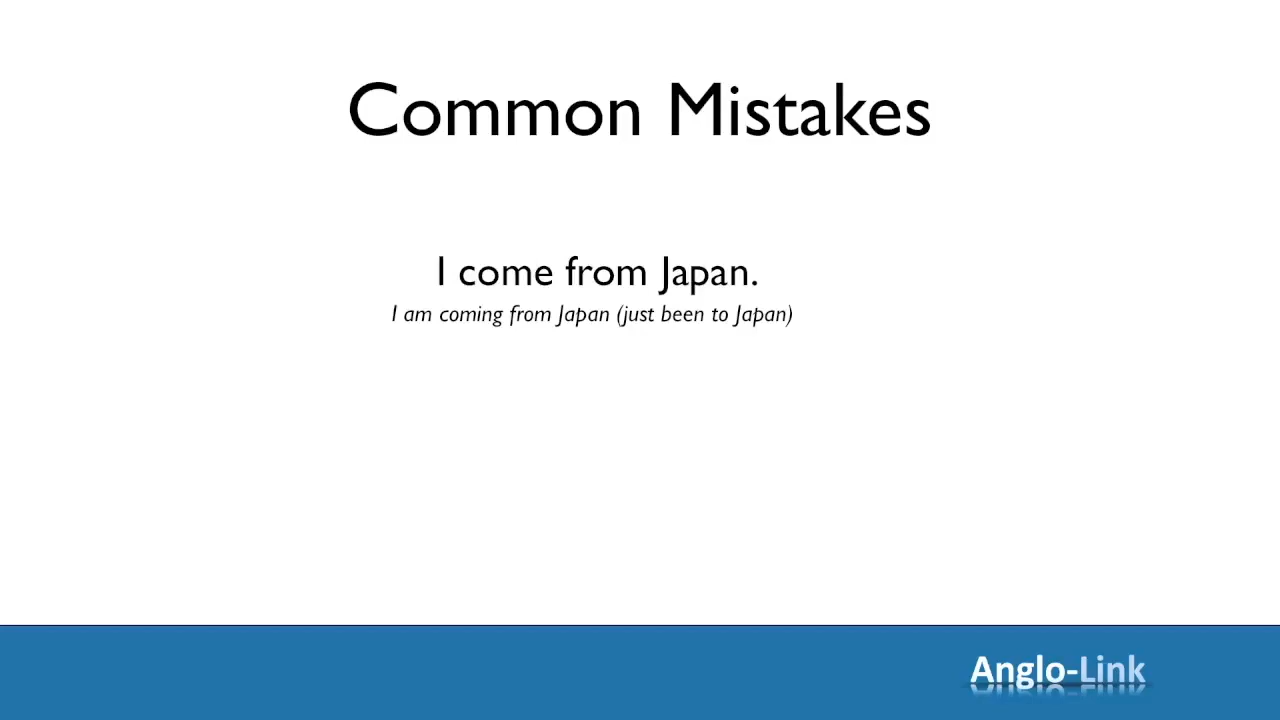 Common Mistakes
I come from Japan.
I am coming from Japan (just been to Japan)
Anglo-Link